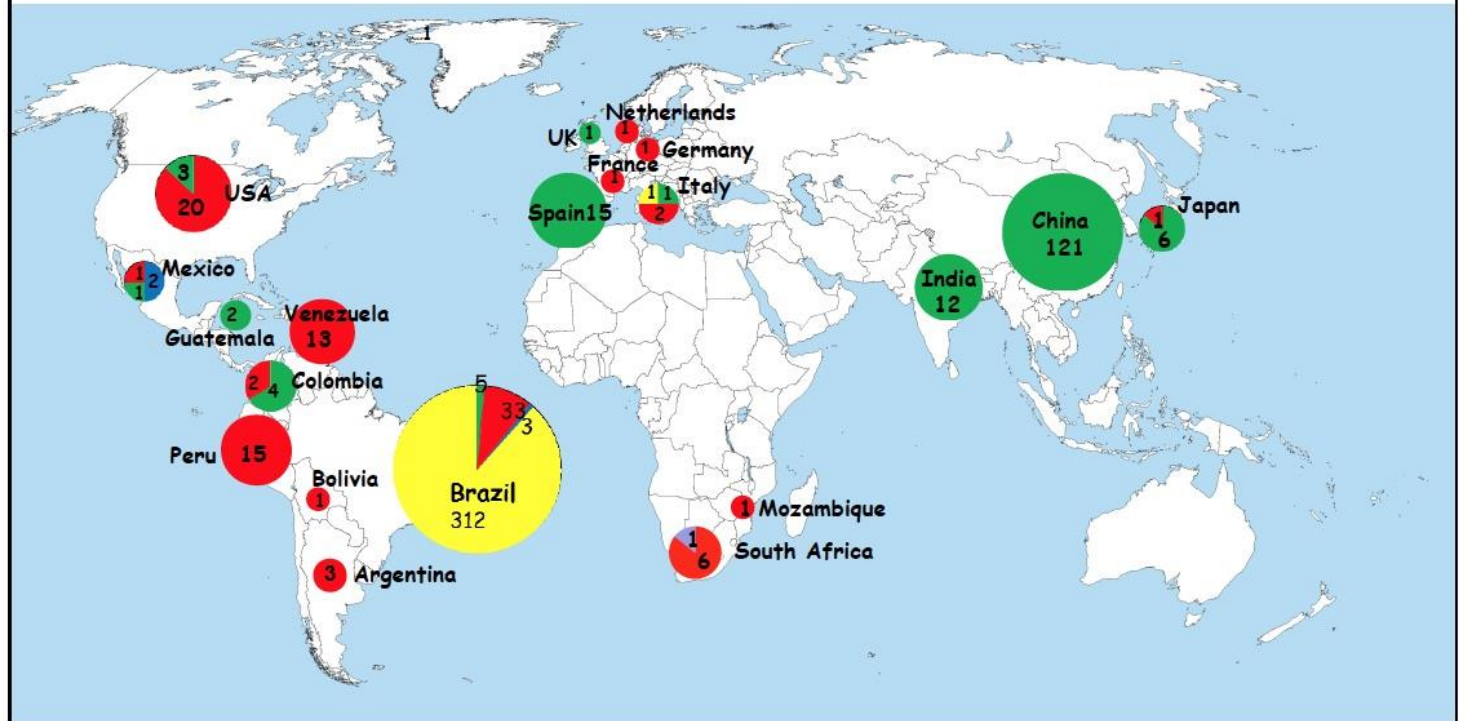 1
Netherlands
1
UK 1
1 Germany
France
1
3
USA
20
1 1 Italy
2
Spain15
China
121
Japan
1
6
Mexico
1 2
1
India
12
2
Guatemala
Venezuela
13
Colombia
2 4
5
33
3
Peru 15
Bolivia
1
Brazil
312
1 Mozambique
1 South Africa
6
3 Argentina